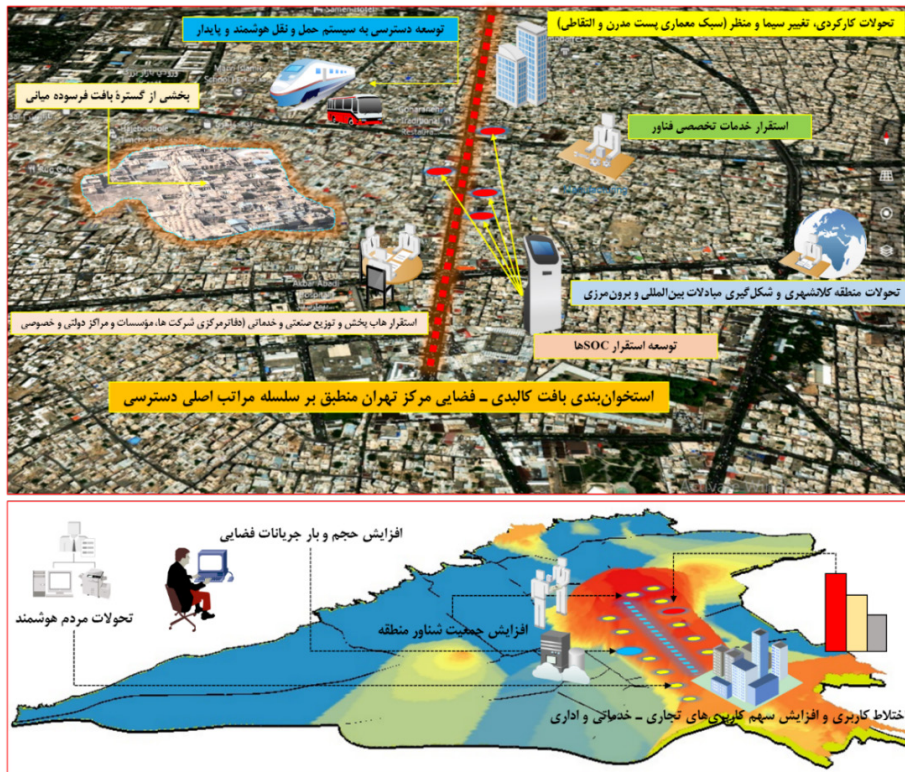 تحولات کارکردی، تغییر سیما و منظر (سبک معماری پست مدرن و التقاطی)
توسعه دسترسی به سیستم حمل و نقل هوشمند و پایدار
بخشی از گسترۀ بافت فرسوده میانی
استقرار خدمات تخصصی فناور
تحولات منطقه کلانشهری و شکل‌گیری مبادلات بین‌المللی و برون‌مرزی
استقرار هاب پخش و توزیع صنعتی و خدماتی (دفاترمرکزی شرکت ها، مؤسسات و مراکز دولتی و خصوصی
توسعه استقرار SOCها
Akbar Abadi
استخوان‌بندی بافت کالبدی ـ فضایی مرکز تهران منطبق بر سلسله مراتب اصلی دسترسی
افزایش حجم و بار جریانات فضایی
تحولات مردم هوشمند
افزایش جمعیت شناور منطقه
ختلاط کاربری و افزایش سهم کاربری‌های تجاری ـ خدماتی و اداری